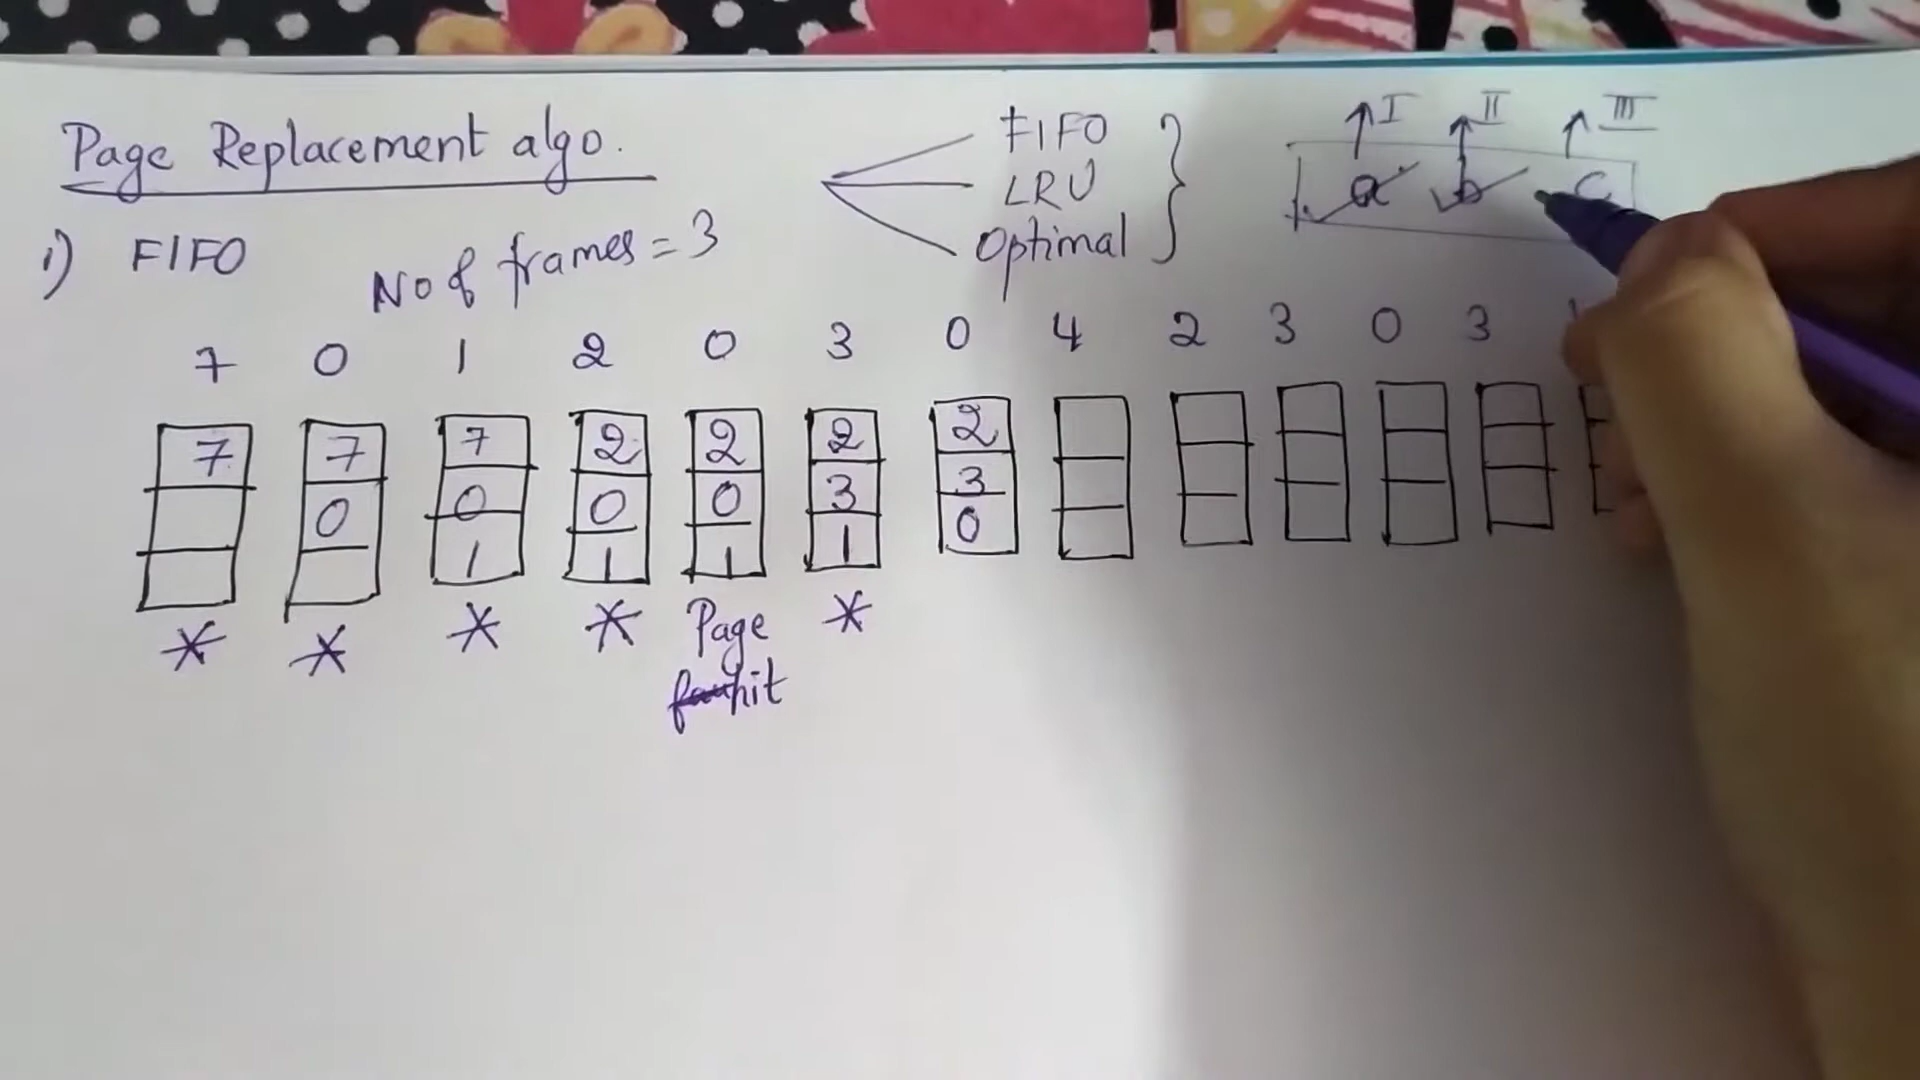 Page Replacement algo.
FIFO
LRU
Optimal
I II III
a b c
1) FIFO
No of frames = 3
7 0 1 2 0 3 0 4 2 3 0 3
7 7 7 2 2 2 2
0 0 0 0 3 3
1 1 1 1 0
* * * * Page *
hit